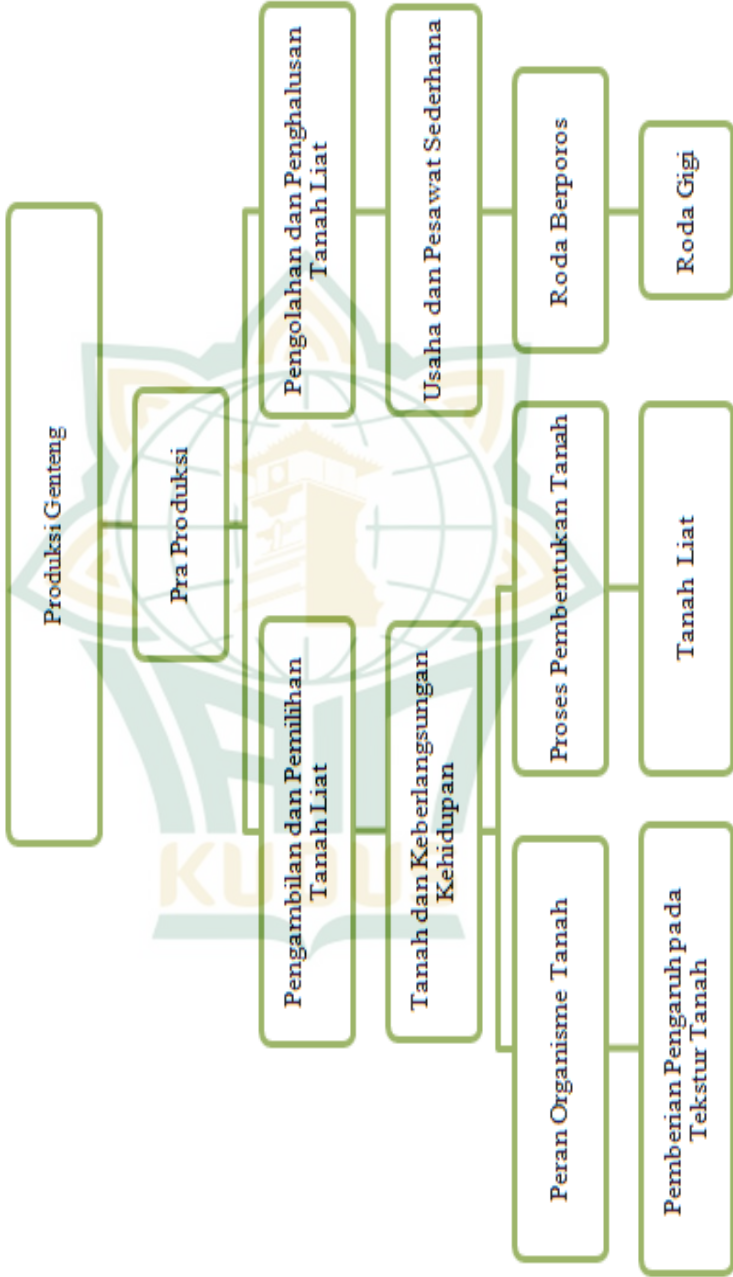 Produksi Genteng
Pra Produksi
Pengambilan dan Pemilihan
Tanah Liat
Pengolahan dan Penghalusan
Tanah Liat
Tanah dan Keberlangsungan
Kehidupan
Usaha dan Pesawat Sederhana
Peran Organisme Tanah
Proses Pembentukan Tanah
Roda Berporos
Pemberian Pengaruh pada
Tekstur Tanah
Tanah Liat
Roda Gigi